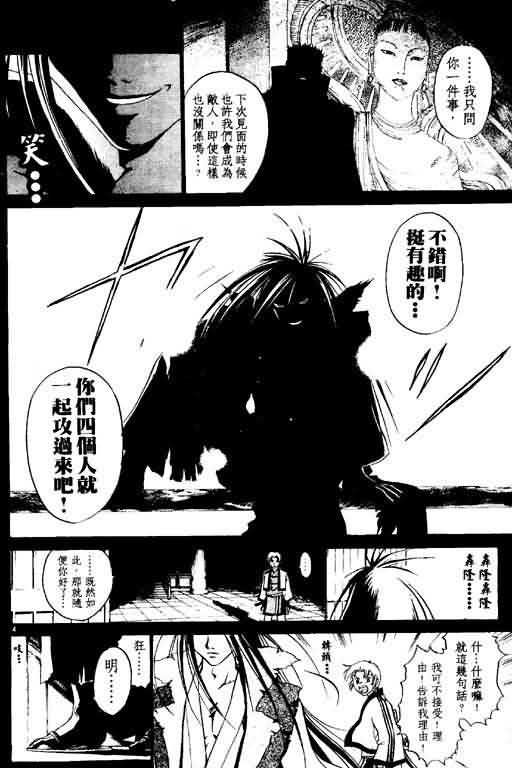 ……我只問
你一件事，
下次見面的時候
也許我們會成為
敵人，即使這樣
也沒關係嗎…？
笑…
不錯啊！
挺有趣的…
你們四個人就
一起攻過來吧！
轟隆轟隆
轟隆……
……既然如
此，那就隨
便你好了……
什…什麼嘛！
就這幾句話？
我可不接受！理
由！告訴我理由！
狂……
明……